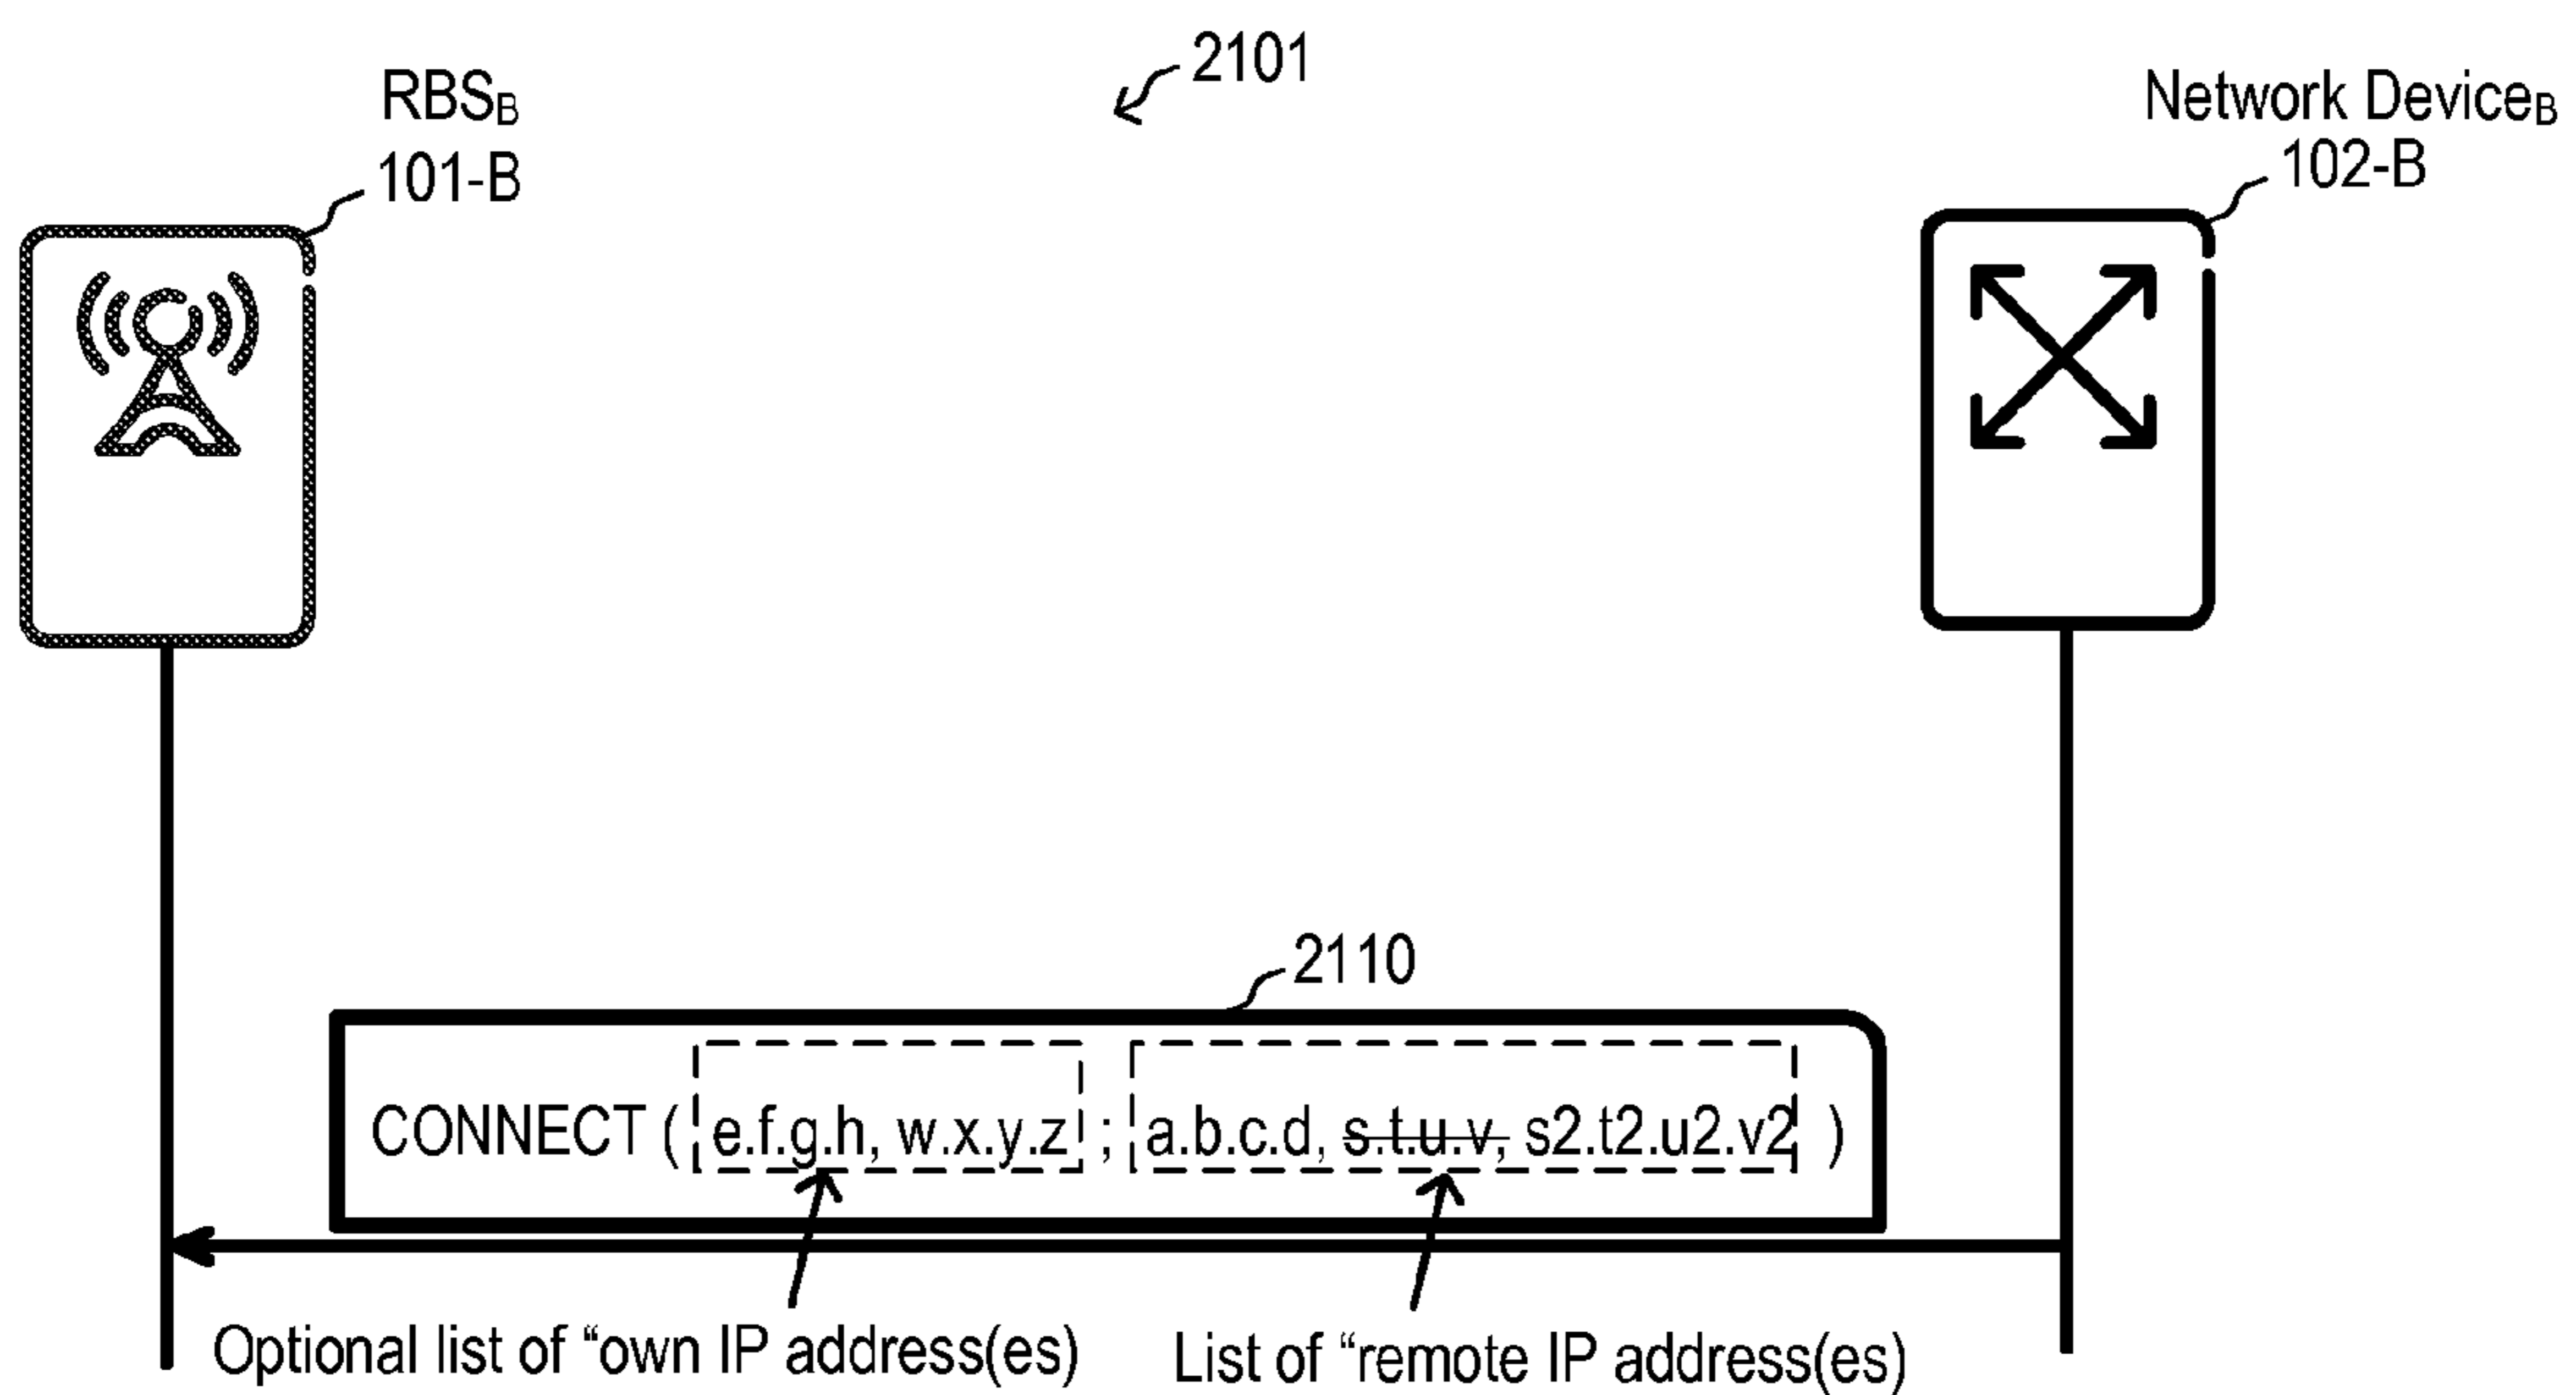 2101
RBSB
101-B
Network DeviceB
102-B
2110
CONNECT ( e.f.g.h, w.x.y.z ; a.b.c.d, s.t.u.v, s2.t2.u2.v2 )
Optional list of “own IP address(es)
List of “remote IP address(es)